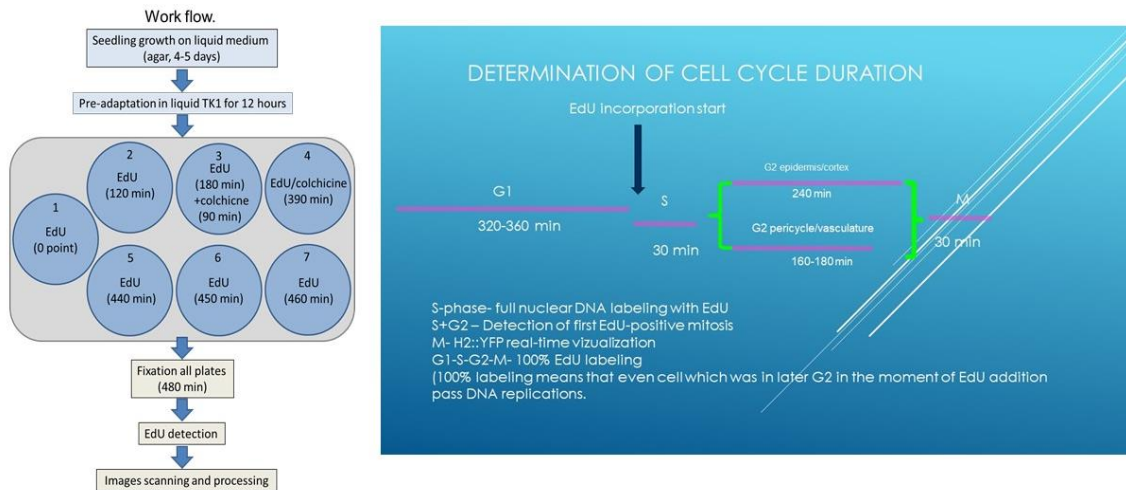 Work flow.
Seedling growth on liquid medium
(agar, 4-5 days)
Pre-adaptation in liquid TK1 for 12 hours
1
EdU
(0 point)
2
EdU
(120 min)
3
EdU
(180 min)
+colchicne
(90 min)
4
EdU/colchicine
(390 min)
5
EdU
(440 min)
6
EdU
(450 min)
7
EdU
(460 min)
Fixation all plates
(480 min)
EdU detection
Images scanning and processing
DETERMINATION OF CELL CYCLE DURATION
EdU incorporation start
G1
320-360 min
S
30 min
G2 epidermis/cortex
240 min
G2 pericycle/vasculature
160-180min
M
30 min
S-phase- full nuclear DNA labeling with EdU
S+G2 – Detection of first EdU-positive mitosis
M- H2::YFP real-time vizualization
G1-S-G2-M- 100% EdU labeling
(100% labeling means that even cell which was in later G2 in the moment of EdU addition
pass DNA replications.